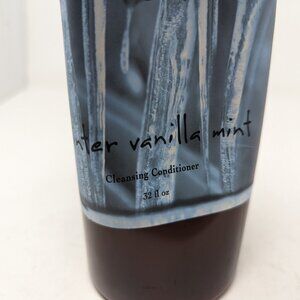 nter vanilla mint
Cleansing Conditioner
32 fl oz